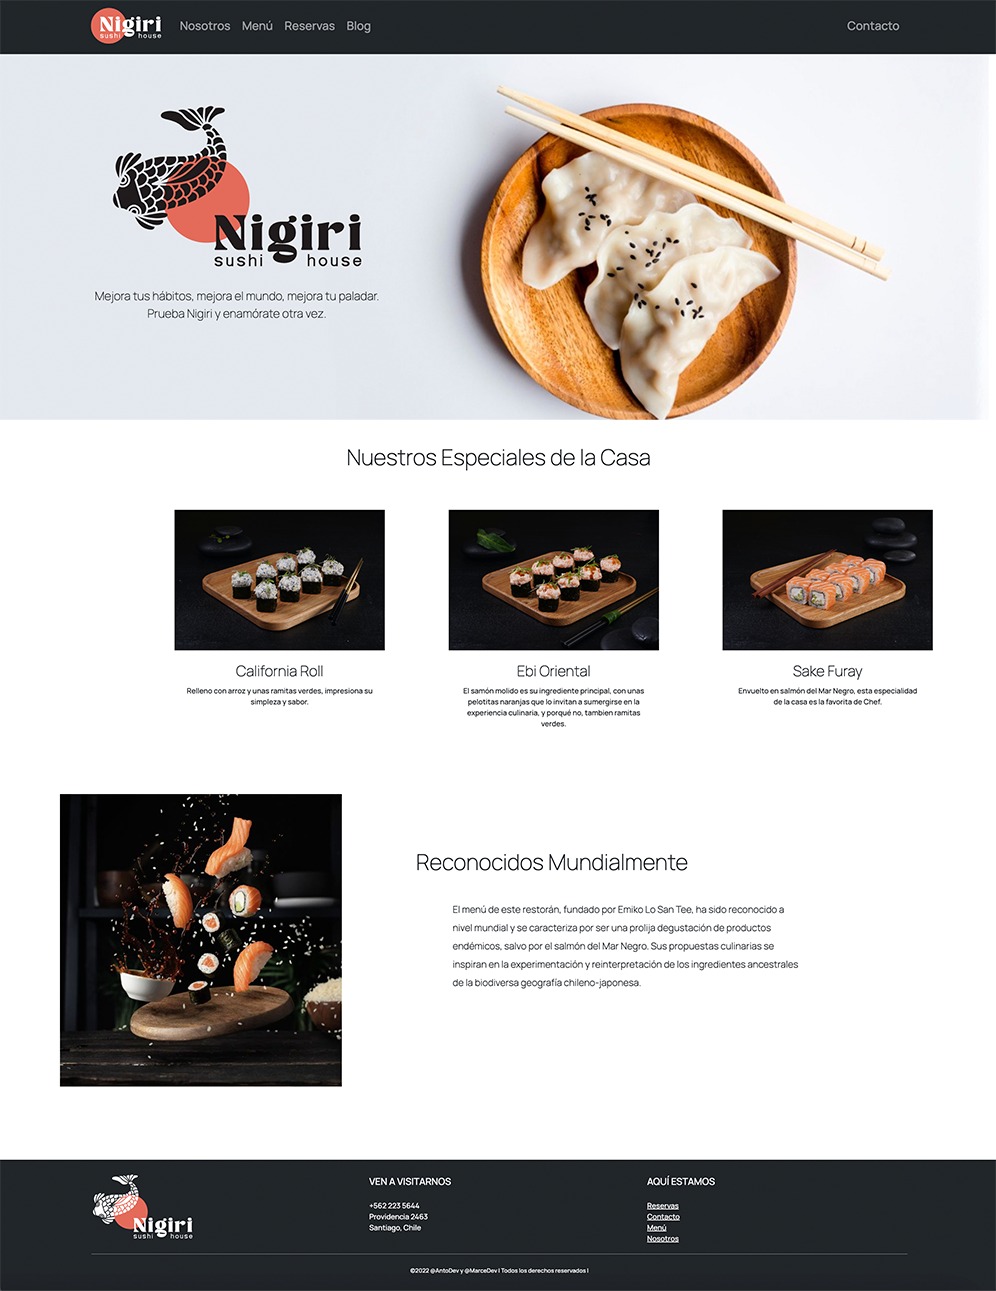 Nigiri
sushi house
Nosotros Menú Reservas Blog
Contacto
Nigiri
sushi house
Mejora tus hábitos, mejora el mundo, mejora tu paladar.
Prueba Nigiri y enamórate otra vez.
Nuestros Especiales de la Casa
California Roll
Relleno con arroz y unas ramitas verdes, impresiona su
simpleza y sabor.
Ebi Oriental
El samón molido es su ingrediente principal, con unas
pelotitas naranjas que lo invitan a sumergirse en la
experiencia culinaria, y porqué no, tambien ramitas
verdes.
Sake Furay
Envuelto en salmón del Mar Negro, esta especialidad
de la casa es la favorita de Chef.
Reconocidos Mundialmente
El menú de este restorán, fundado por Emiko Lo San Tee, ha sido reconocido a
nivel mundial y se caracteriza por ser una prolija degustación de productos
endémicos, salvo por el salmón del Mar Negro. Sus propuestas culinarias se
inspiran en la experimentación y reinterpretación de los ingredientes ancestrales
de la biodiversa geografía chileno-japonesa.
Nigiri
sushi house
VEN A VISITARNOS
+562 223 5644
Providencia 2463
Santiago, Chile
AQUÍ ESTAMOS
Reservas
Contacto
Menú
Nosotros
©2022 @AntoDev y @MarceDev | Todos los derechos reservados |